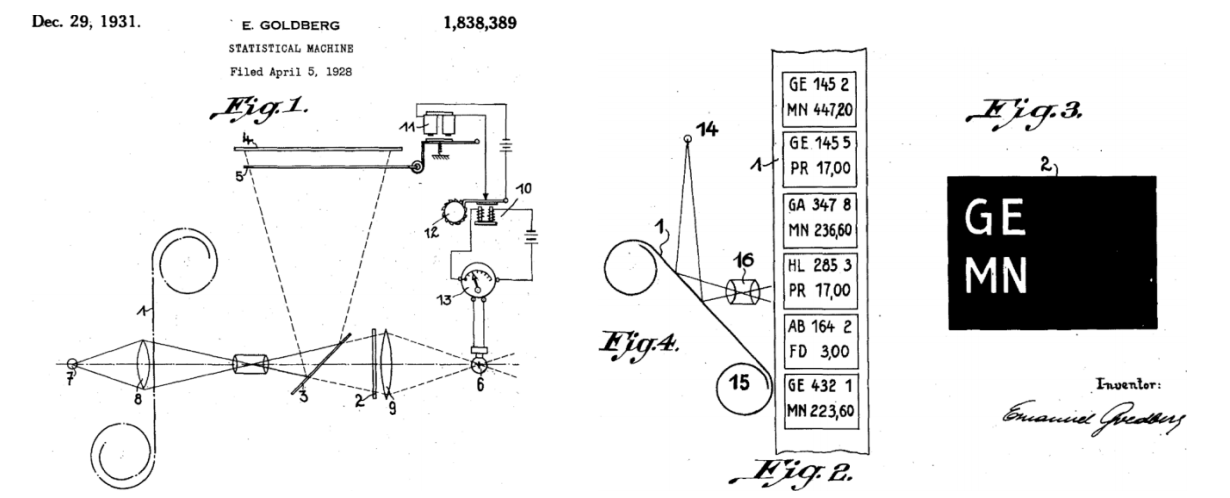 Dec. 29, 1931.
E. GOLDBERG
1,838,389
STATISTICAL MACHINE
Filed April 5, 1928
Fig.1.
4
5
11
10
12
13
1
7
8
3
2
9
6
14
1
16
Fig.4.
15
1
GE 145 2
MN 447,20
GE 145 5
PR 17,00
GA 347 8
MN 236,60
HL 285 3
PR 17,00
AB 164 2
FD 3,00
GE 432 1
MN 223,60
Fig.2.
Fig.3.
2
GE
MN
Inventor:
Emanuel Goldberg